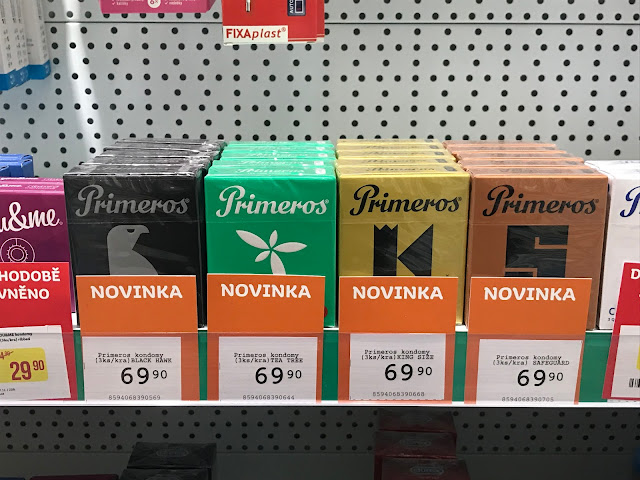 FIXAplast®
u&me
Primeros
Primeros
Primeros
Primeros
K
S
HODOBĚ
VNĚNO
29 90
NOVINKA
Primeros kondomy
(3ks/kra)BLACK HAWK
69 90
8594068390569
NOVINKA
Primeros kondomy
(3ks/kra)TEA TREE
69 90
8594068390644
NOVINKA
Primeros kondomy
(3ks/kra)KING SIZE
69 90
8594068390668
NOVINKA
Primeros kondomy
(3ks/kra) SAFEGUARD
69 90
8594068390705